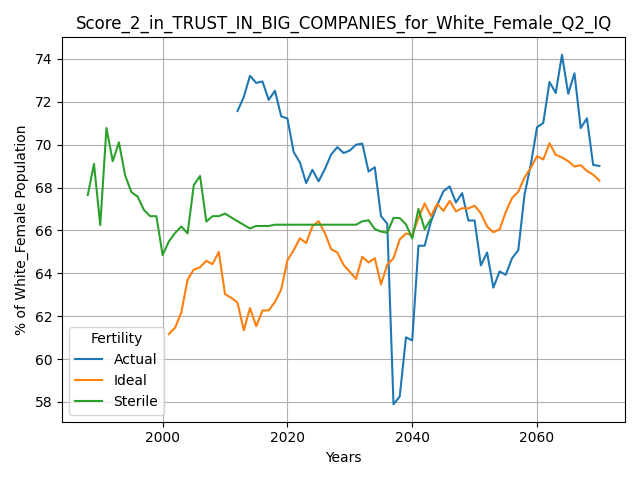 Score_2_in_TRUST_IN_BIG_COMPANIES_for_White_Female_Q2_IQ
% of White_Female Population
74
72
70
68
66
64
62
60
58
Fertility
Actual
Ideal
Sterile
2000
2020
2040
2060
Years